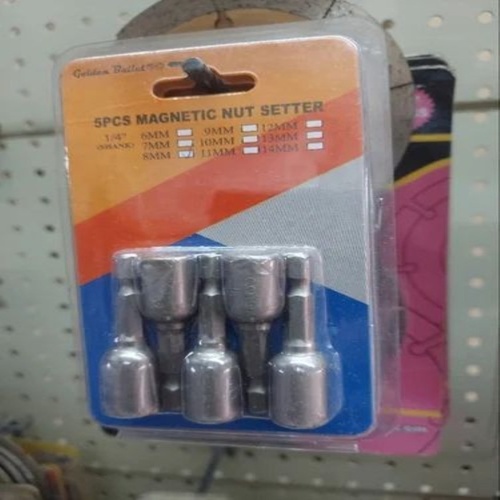 Golden Bullet
5PCS MAGNETIC NUT SETTER
1/4" 6MM 9MM 12MM
(SHANK) 7MM 10MM 13MM
8MM 11MM 14MM